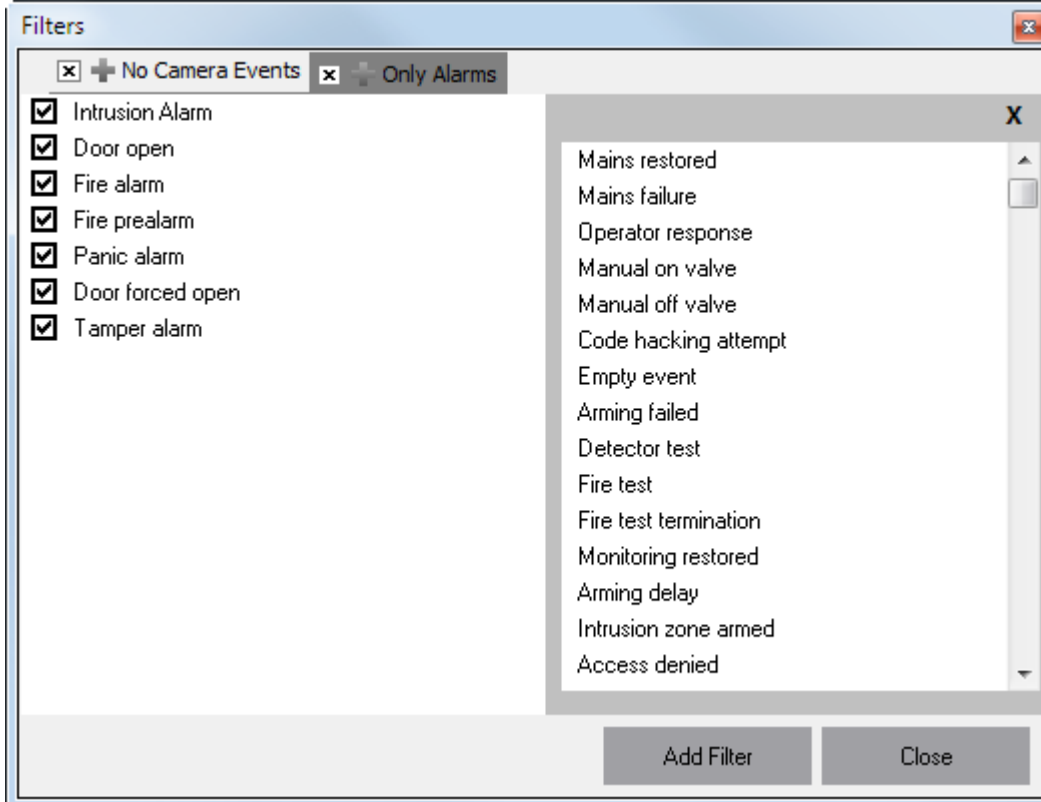 Filters
No Camera Events
Only Alarms
Intrusion Alarm
Door open
Fire alarm
Fire prealarm
Panic alarm
Door forced open
Tamper alarm
X
Mains restored
Mains failure
Operator response
Manual on valve
Manual off valve
Code hacking attempt
Empty event
Arming failed
Detector test
Fire test
Fire test termination
Monitoring restored
Arming delay
Intrusion zone armed
Access denied
Add Filter
Close